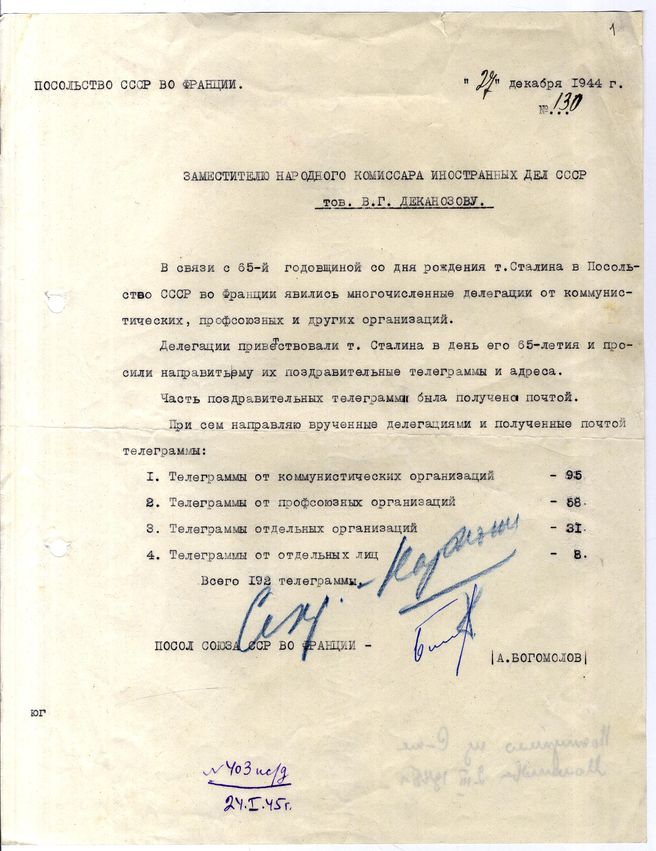 1
ПОСОЛЬСТВО СССР ВО ФРАНЦИИ.
"27" декабря 1944 г.
№ 130
ЗАМЕСТИТЕЛЮ НАРОДНОГО КОМИССАРА ИНОСТРАННЫХ ДЕЛ СССР
тов. В.Г. ДЕКАНОЗОВУ.
В связи с 65-й годовщиной со дня рождения т.Сталина в Посоль-
ство СССР во Франции явились многочисленные делегации от коммунис-
тических, профсоюзных и других организаций.
Делегации приветствовали т. Сталина в день его 65-летия и про-
сили направить ему их поздравительные телеграммы и адреса.
Часть поздравительных телеграмм была получена почтой.
При сем направляю врученные делегациями и полученные почтой
телеграммы:
1. Телеграммы от коммунистических организаций - 95
2. Телеграммы от профсоюзных организаций - 58.
3. Телеграммы отдельных организаций - 31.
4. Телеграммы от отдельных лиц - 8.
Всего 192 телеграммы.
ПОСОЛ СОЮЗА ССР ВО ФРАНЦИИ -
|А.БОГОМОЛОВ|
юг
№ 403
24.I.45г.